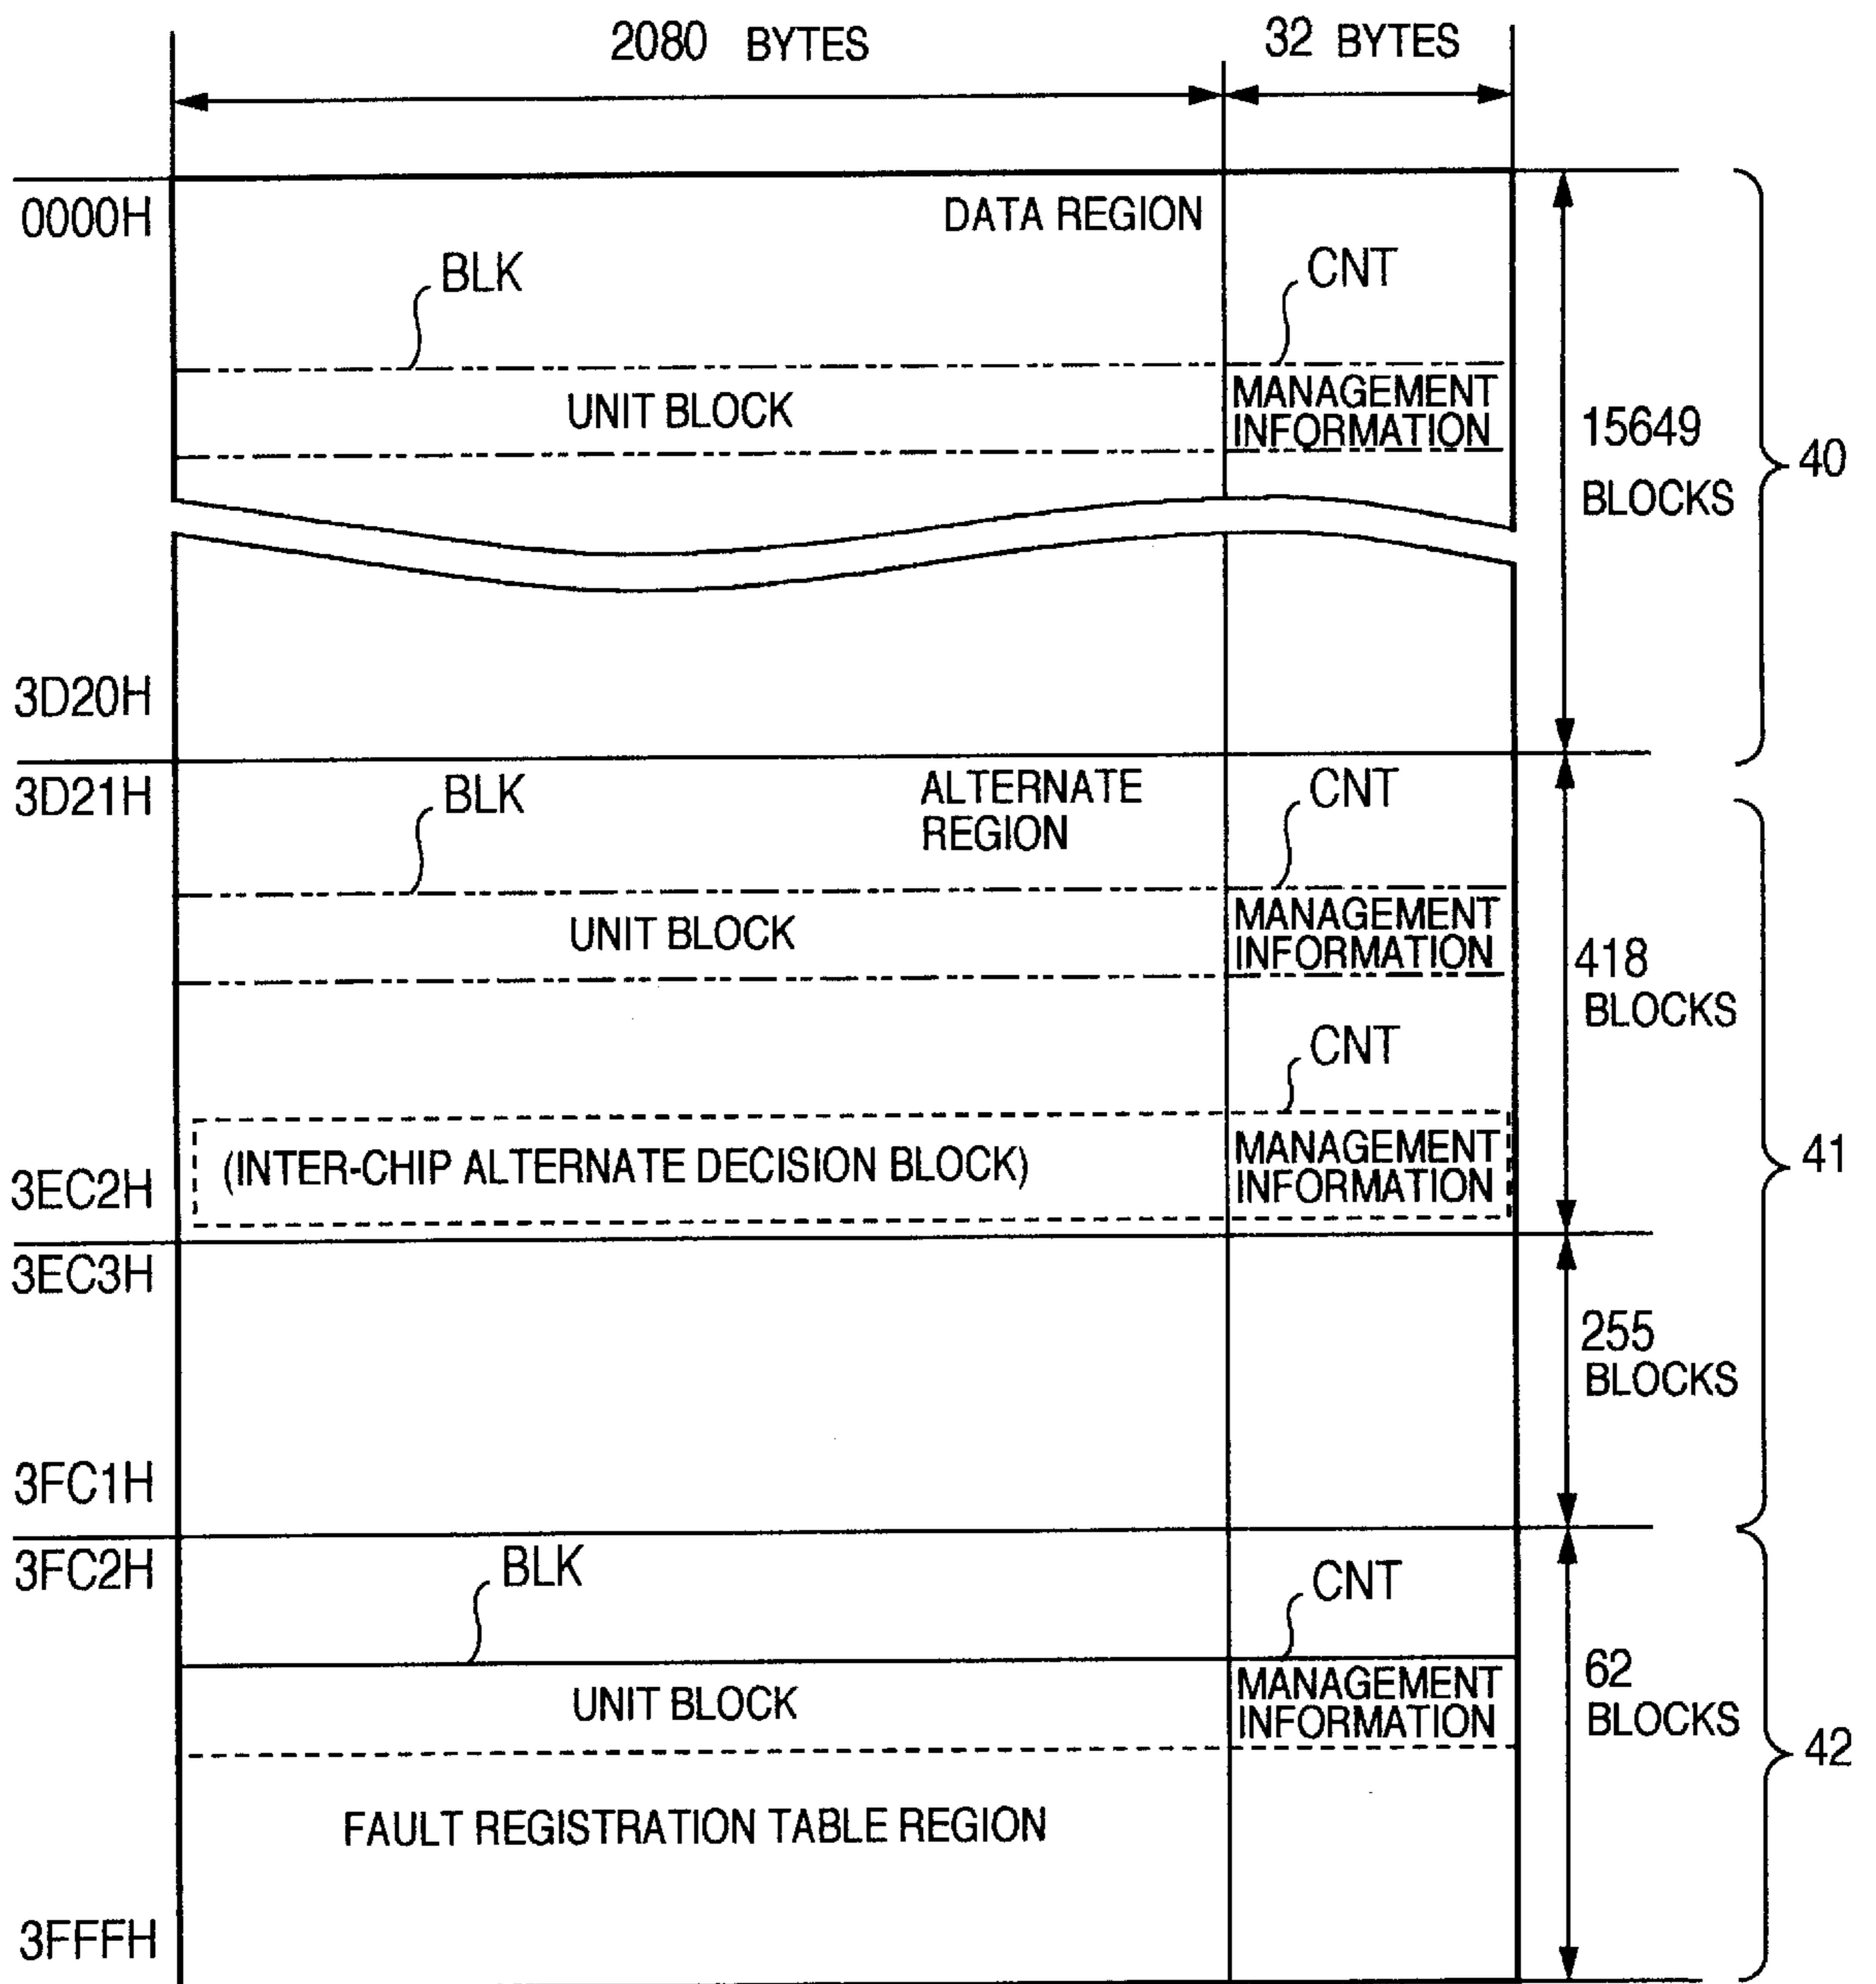 2080 BYTES
32 BYTES
0000H
DATA REGION
BLK
CNT
UNIT BLOCK
MANAGEMENT
INFORMATION
15649
BLOCKS
40
3D20H
3D21H
BLK
ALTERNATE
REGION
CNT
UNIT BLOCK
MANAGEMENT
INFORMATION
418
BLOCKS
CNT
(INTER-CHIP ALTERNATE DECISION BLOCK)
MANAGEMENT
INFORMATION
41
3EC2H
3EC3H
255
BLOCKS
3FC1H
3FC2H
BLK
CNT
UNIT BLOCK
MANAGEMENT
INFORMATION
62
BLOCKS
42
FAULT REGISTRATION TABLE REGION
3FFFH